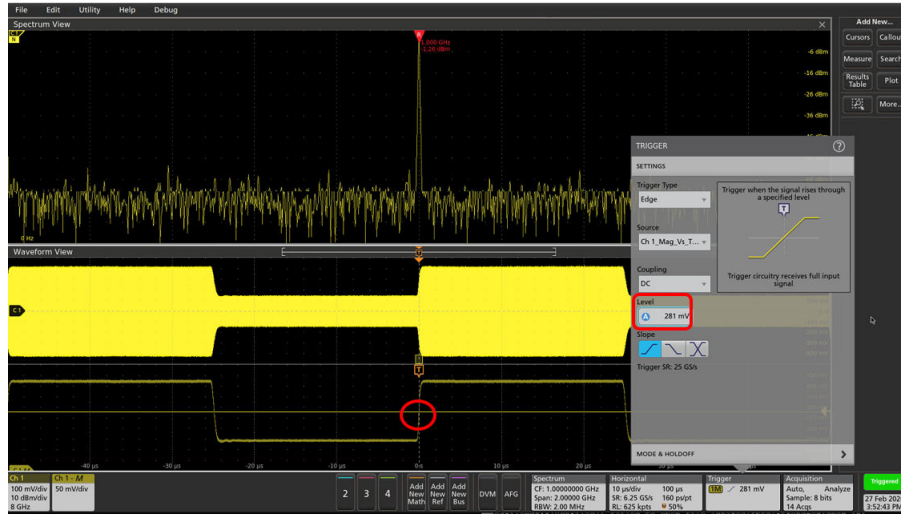 File Edit Utility Help Debug
Spectrum View
Add New...
C1
N
1.000 GHz
-1.26 dBm
Cursors Callou
-6 dBm
Measure Search
-16 dBm
Results Table Plot
-26 dBm
More...
-36 dBm
TRIGGER
SETTINGS
Trigger Type
Edge
Trigger when the signal rises through
a specified level
T
Source
Ch 1_Mag_Vs_T...
0 Hz
Waveform View
Coupling
DC
Trigger circuitry receives full input
signal
Level
C1
A 281 mV
Slope
T
Trigger SR: 25 GS/s
MODE & HOLDOFF
-40 µs -30 µs -20 µs -10 µs 0 s 10 µs 20 µs
Ch 1
100 mV/div
10 dBm/div
8 GHz
Ch 1 - M
50 mV/div
2 3 4
Add New Math
Add New Ref
Add New Bus
DVM AFG
Spectrum
CF: 1.00000000 GHz
Span: 2.00000 GHz
RBW: 2.00 MHz
Horizontal
10 µs/div 100 µs
SR: 6.25 GS/s 160 ps/pt
RL: 625 kpts 50%
Trigger
1M 281 mV
Acquisition
Auto, Analyze
Sample: 8 bits
14 Acqs
Triggered
27 Feb 202
3:52:43 PM